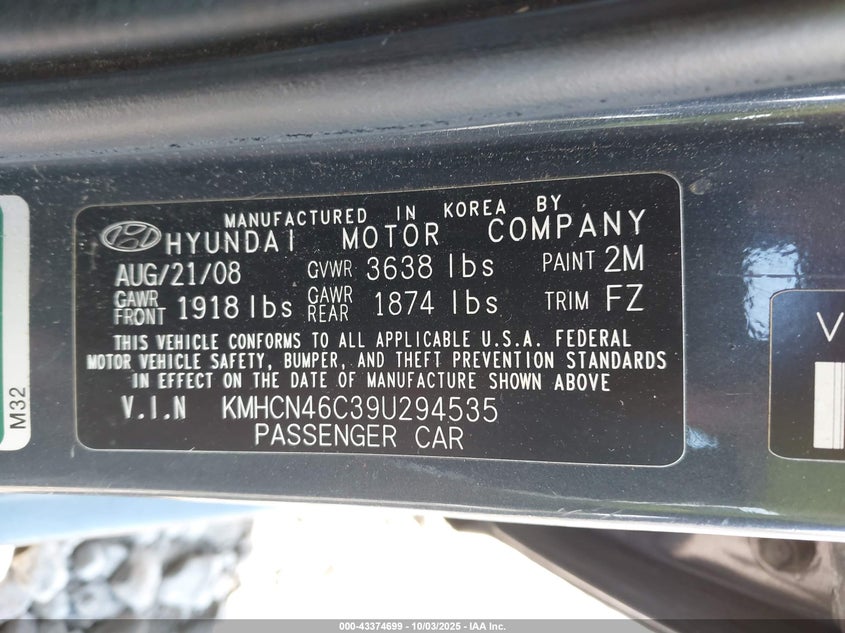 MANUFACTURED IN KOREA BY
HYUNDAI MOTOR COMPANY
AUG/21/08 GVWR 3638 lbs PAINT 2M
GAWR FRONT 1918 lbs GAWR REAR 1874 lbs TRIM FZ
THIS VEHICLE CONFORMS TO ALL APPLICABLE U.S.A. FEDERAL
MOTOR VEHICLE SAFETY, BUMPER, AND THEFT PREVENTION STANDARDS
IN EFFECT ON THE DATE OF MANUFACTURE SHOWN ABOVE
V.I.N KMHCN46C39U294535
PASSENGER CAR
M32
V
000-43374699 - 10/03/2025 - IAA Inc.